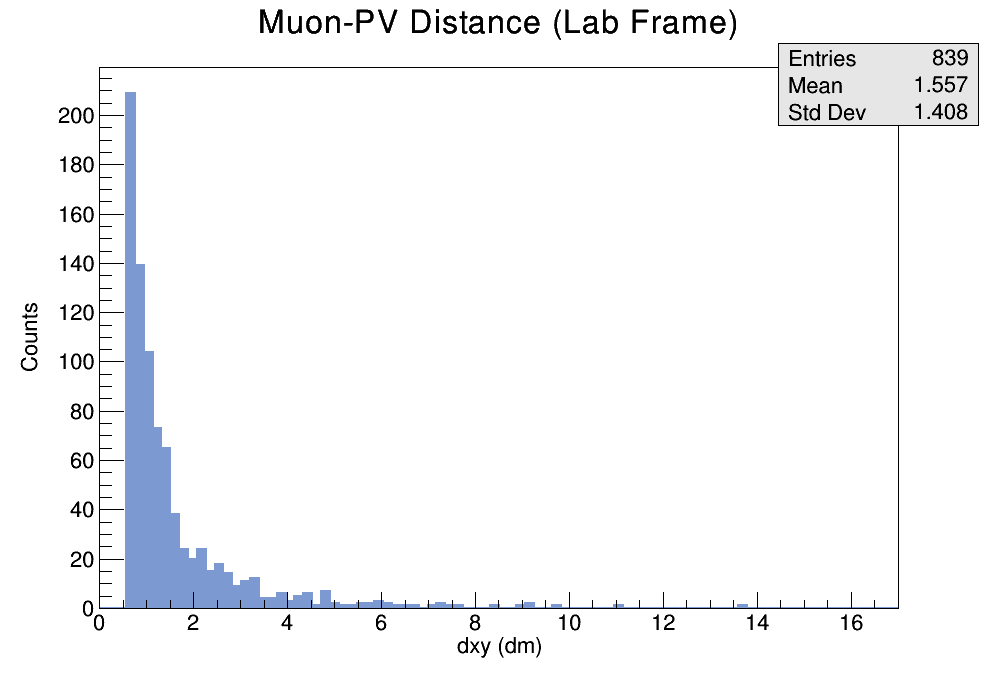 Muon-PV Distance (Lab Frame)
Entries 839
Mean 1.557
Std Dev 1.408
200
180
160
140
120
100
80
60
40
20
0
Counts
0 2 4 6 8 10 12 14 16
dxy (dm)